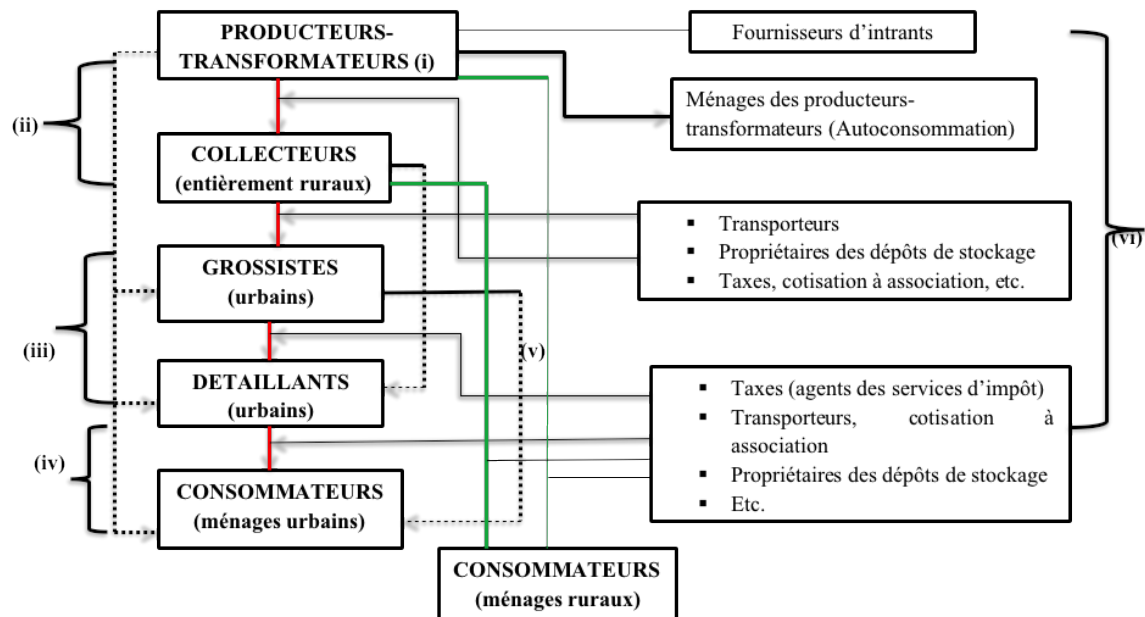 PRODUCTEURS-
TRANSFORMATEURS (i)
Fournisseurs d'intrants
Ménages des producteurs-
transformateurs (Autoconsommation)
(ii)
COLLECTEURS
(entièrement ruraux)
▪ Transporteurs
▪ Propriétaires des dépôts de stockage
▪ Taxes, cotisation à association, etc.
(vi)
GROSSISTES
(urbains)
(iii)
(v)
DETAILLANTS
(urbains)
▪ Taxes (agents des services d'impôt)
▪ Transporteurs, cotisation à
association
▪ Propriétaires des dépôts de stockage
▪ Etc.
(iv)
CONSOMMATEURS
(ménages urbains)
CONSOMMATEURS
(ménages ruraux)